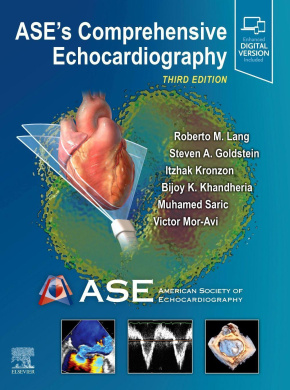 ASE's Comprehensive
Echocardiography
THIRD EDITION
Enhanced
DIGITAL
VERSION
Included
Roberto M. Lang
Steven A. Goldstein
Itzhak Kronzon
Bijoy K. Khandheria
Muhamed Saric
Victor Mor-Avi
ASE
AMERICAN SOCIETY OF
ECHOCARDIOGRAPHY
ELSEVIER